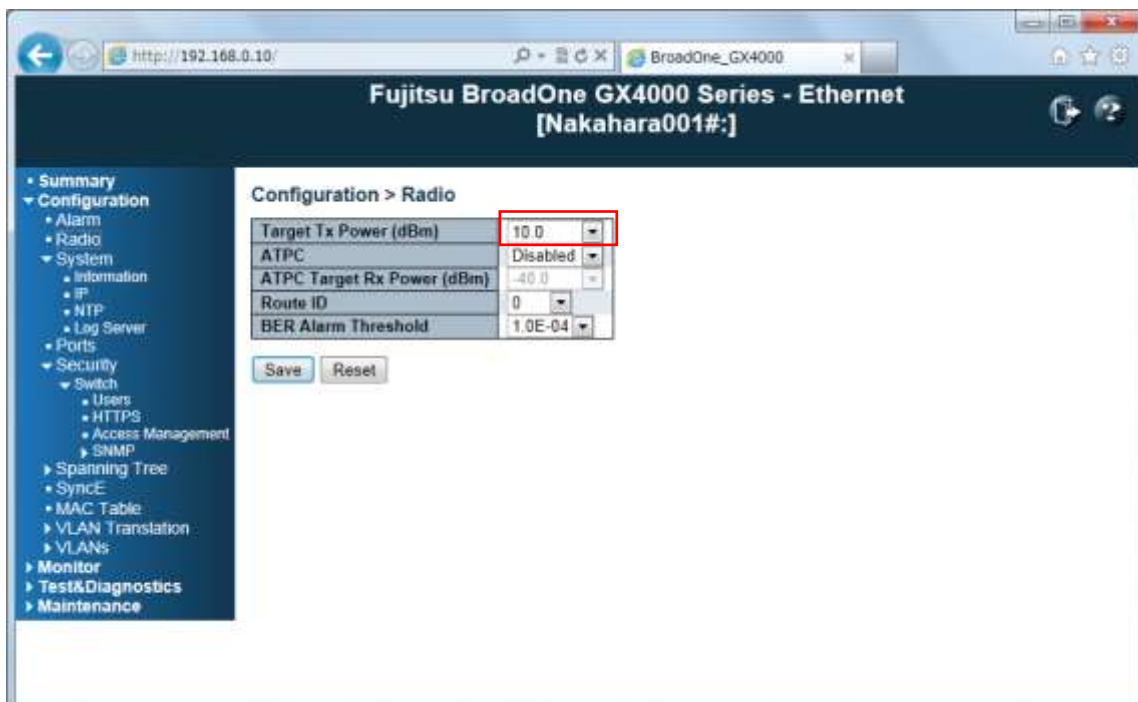 http://192.168.0.10/
BroadOne_GX4000
Fujitsu BroadOne GX4000 Series - Ethernet
[Nakahara001#:]
Summary
Configuration
Alarm
Radio
System
Information
IP
NTP
Log Server
Ports
Security
Switch
Users
HTTPS
Access Management
SNMP
Spanning Tree
SyncE
MAC Table
VLAN Translation
VLANs
Monitor
Test&Diagnostics
Maintenance
Configuration > Radio
Target Tx Power (dBm) 10.0
ATPC Disabled
ATPC Target Rx Power (dBm) -40.0
Route ID 0
BER Alarm Threshold 1.0E-04
Save Reset